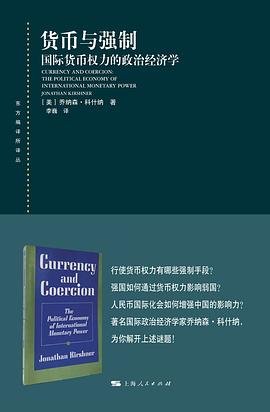 货币与强制
国际货币权力的政治经济学
CURRENCY AND COERCION:
THE POLITICAL ECONOMY OF
INTERNATIONAL MONETARY POWER
JONATHAN KIRSHNER
[美] 乔纳森·科什纳 著
李巍 译
东方编译所译丛
Currency
and
Coercion
The
Political Economy
of
International
Monetary Power
Jonathan Kirshner
行使货币权力有哪些强制手段?
强国如何通过货币权力影响弱国?
人民币国际化会如何增强中国的影响力?
著名国际政治经济学家乔纳森·科什纳,
为你解开上述谜题!
上海人民出版社